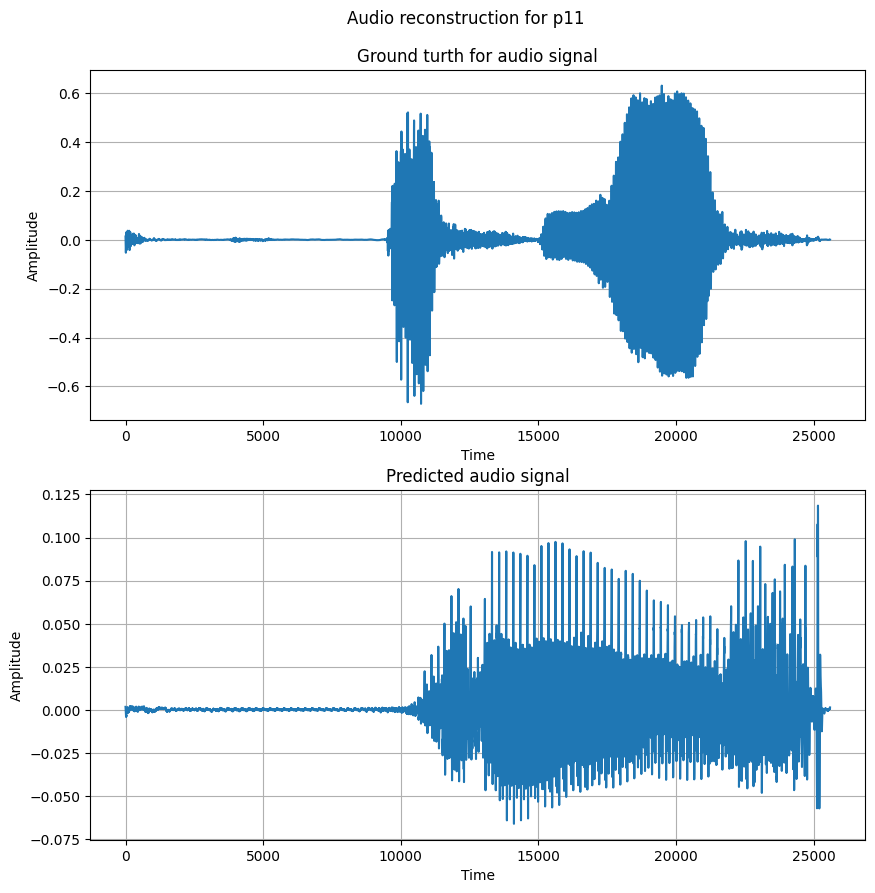 Audio reconstruction for p11
Ground turth for audio signal
0.6
0.4
0.2
0.0
−0.2
−0.4
−0.6
Amplitude
0 5000 10000 15000 20000 25000
Time
Predicted audio signal
0.125
0.100
0.075
0.050
0.025
0.000
−0.025
−0.050
−0.075
Amplitude
0 5000 10000 15000 20000 25000
Time